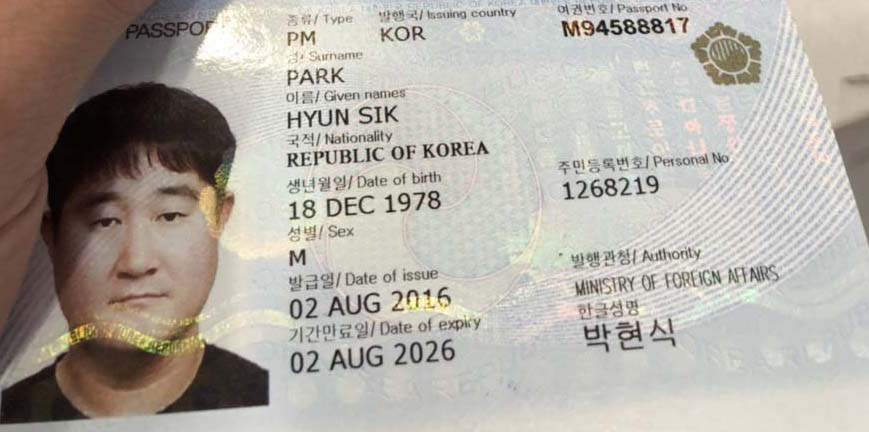 PASSPO
종류/ Type 발행국/ Issuing country 여권번호/ Passport No
PM KOR M94588817
성/ Surname
PARK
이름/ Given names
HYUN SIK
국적/ Nationality
REPUBLIC OF KOREA
생년월일/ Date of birth 주민등록번호/ Personal No
18 DEC 1978 1268219
성별/ Sex
M 발행관청/ Authority
발급일/ Date of issue MINISTRY OF FOREIGN AFFAIRS
02 AUG 2016 한글성명
기간만료일/ Date of expiry 박현식
02 AUG 2026